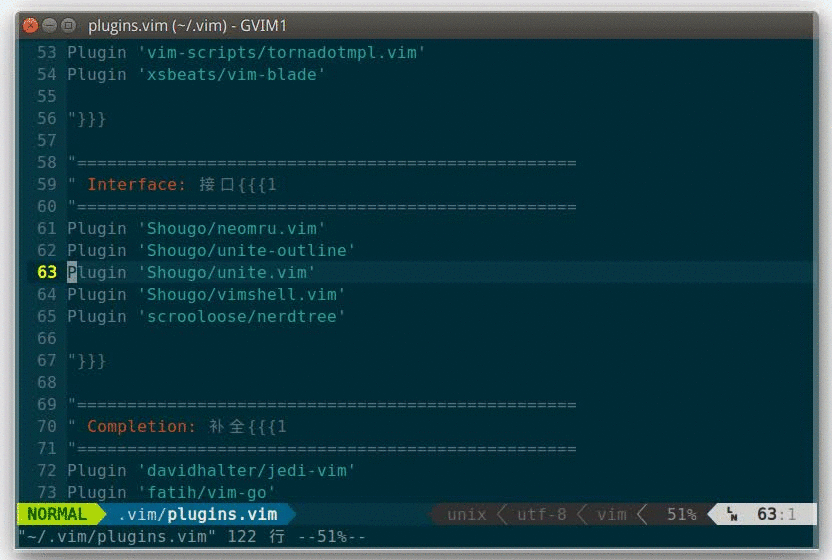 plugins.vim (~/.vim) - GVIM1
53 Plugin 'vim-scripts/tornadotmpl.vim'
54 Plugin 'xsbeats/vim-blade'
55
56 "}}}
57
58 "==================================================
59 " Interface: 接口{{{1
60 "==================================================
61 Plugin 'Shougo/neomru.vim'
62 Plugin 'Shougo/unite-outline'
63 Plugin 'Shougo/unite.vim'
64 Plugin 'Shougo/vimshell.vim'
65 Plugin 'scrooloose/nerdtree'
66
67 "}}}
68
69 "==================================================
70 " Completion: 补全{{{1
71 "==================================================
72 Plugin 'davidhalter/jedi-vim'
73 Plugin 'fatih/vim-go'
NORMAL .vim/plugins.vim unix utf-8 vim 51% LN 63:1
"~/.vim/plugins.vim" 122 行 --51%--